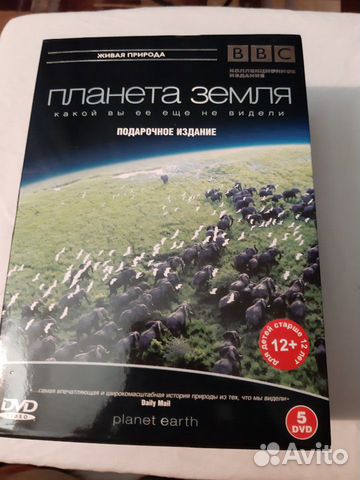 ЖИВАЯ ПРИРОДА
BBC
КОЛЛЕКЦИОННОЕ
ИЗДАНИЕ
ПЛАНЕТА ЗЕМЛЯ
какой вы ее еще не видели
ПОДАРОЧНОЕ ИЗДАНИЕ
для детей старше 12 лет
12+
«...самая впечатляющая и широкомасштабная история природы из тех, что мы видели»
Daily Mail
DVD
VIDEO
planet earth
5
DVD
Avito